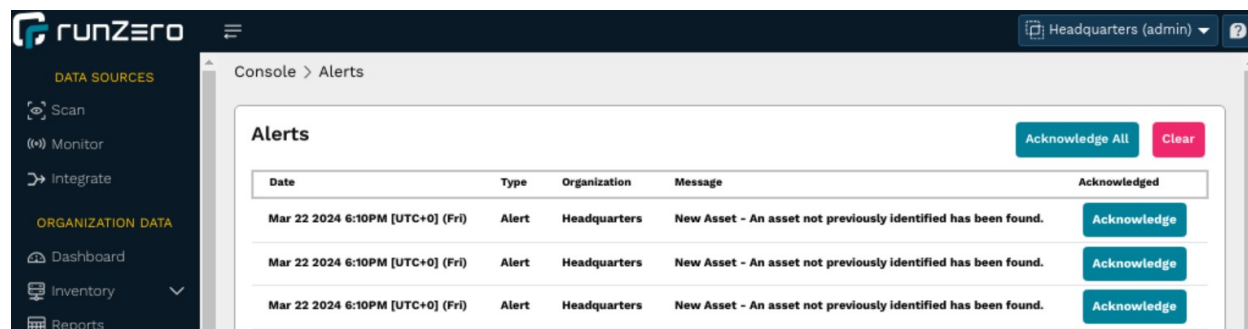 runZero
Headquarters (admin)
?
DATA SOURCES
Console > Alerts
Scan
Alerts
Monitor
Acknowledge All
Clear
Integrate
Date Type Organization Message Acknowledged
ORGANIZATION DATA
Mar 22 2024 6:10PM [UTC+0] (Fri) Alert Headquarters New Asset - An asset not previously identified has been found. Acknowledge
Dashboard
Mar 22 2024 6:10PM [UTC+0] (Fri) Alert Headquarters New Asset - An asset not previously identified has been found. Acknowledge
Inventory
Mar 22 2024 6:10PM [UTC+0] (Fri) Alert Headquarters New Asset - An asset not previously identified has been found. Acknowledge
Reports